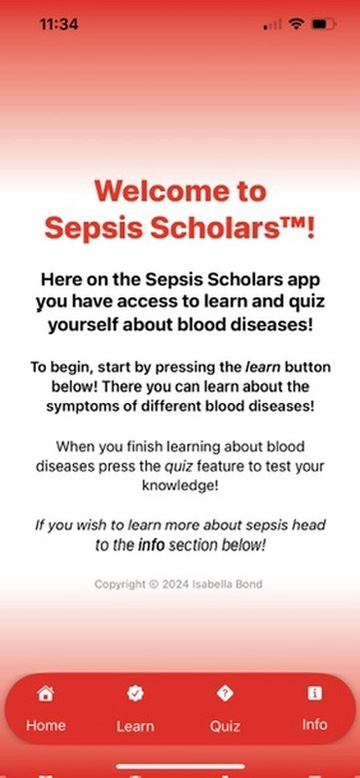 11:34
Welcome to
Sepsis Scholars™!
Here on the Sepsis Scholars app
you have access to learn and quiz
yourself about blood diseases!
To begin, start by pressing the learn button
below! There you can learn about the
symptoms of different blood diseases!
When you finish learning about blood
diseases press the quiz feature to test your
knowledge!
If you wish to learn more about sepsis head
to the info section below!
Copyright © 2024 Isabella Bond
Home Learn Quiz Info